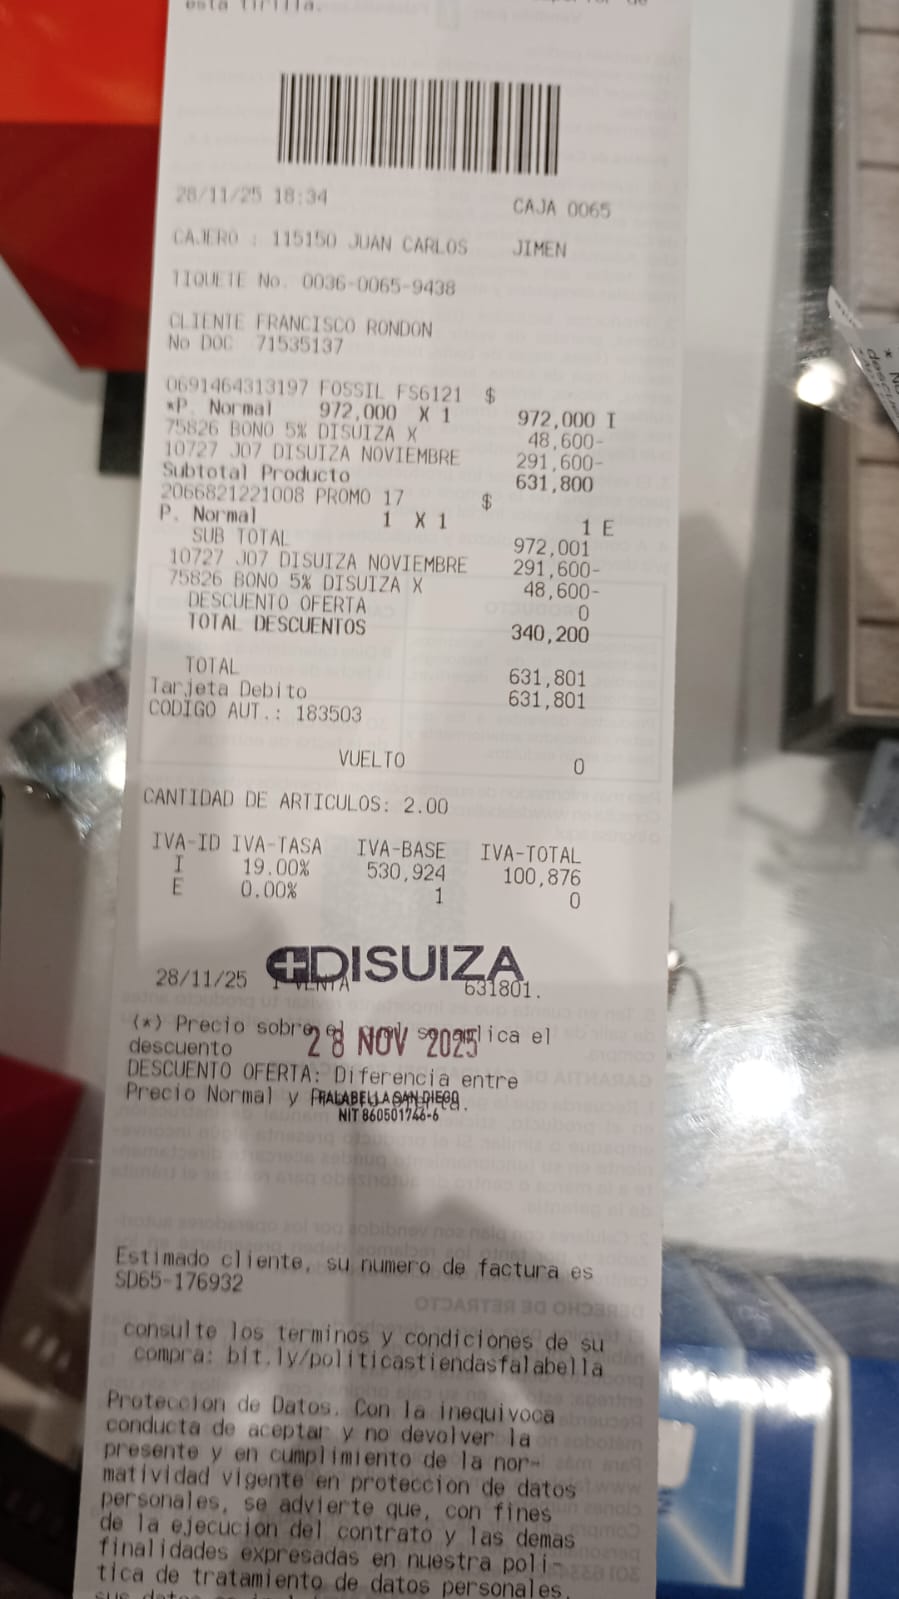 esta tirilla.
28/11/25 18:34 CAJA 0065
CAJERO : 115150 JUAN CARLOS JIMEN
TIQUETE No. 0036-0065-9438
CLIENTE FRANCISCO RONDON
No DOC 71535137
0691464313197 FOSSIL FS6121 $
*P. Normal 972,000 X 1 972,000 I
75826 BONO 5% DISUIZA X 48,600-
10727 J07 DISUIZA NOVIEMBRE 291,600-
Subtotal Producto 631,800
2066821221008 PROMO 17 $
P. Normal 1 X 1 1 E
SUB TOTAL 972,001
10727 J07 DISUIZA NOVIEMBRE 291,600-
75826 BONO 5% DISUIZA X 48,600-
DESCUENTO OFERTA 0
TOTAL DESCUENTOS 340,200
TOTAL 631,801
Tarjeta Debito 631,801
CODIGO AUT.: 183503
VUELTO 0
CANTIDAD DE ARTICULOS: 2.00
IVA-ID IVA-TASA IVA-BASE IVA-TOTAL
I 19.00% 530,924 100,876
E 0.00% 1 0
DISUIZA
28/11/25 1 VENTA 631801.
(*) Precio sobre el aplica el
28 NOV 2025
descuento
DESCUENTO OFERTA: Diferencia entre
Precio Normal y
FALABELLA SAN DIEGO
NIT 860501746-6
Estimado cliente, su numero de factura es
SD65-176932
consulte los terminos y condiciones de su
compra: bit.ly/politicastiendasfalabella
Proteccion de Datos. Con la inequivoca
conducta de aceptar y no devolver la
presente y en cumplimiento de la nor-
matividad vigente en proteccion de datos
personales, se advierte que, con fines
de la ejecucion del contrato y las demas
finalidades expresadas en nuestra poli-
tica de tratamiento de datos personales,